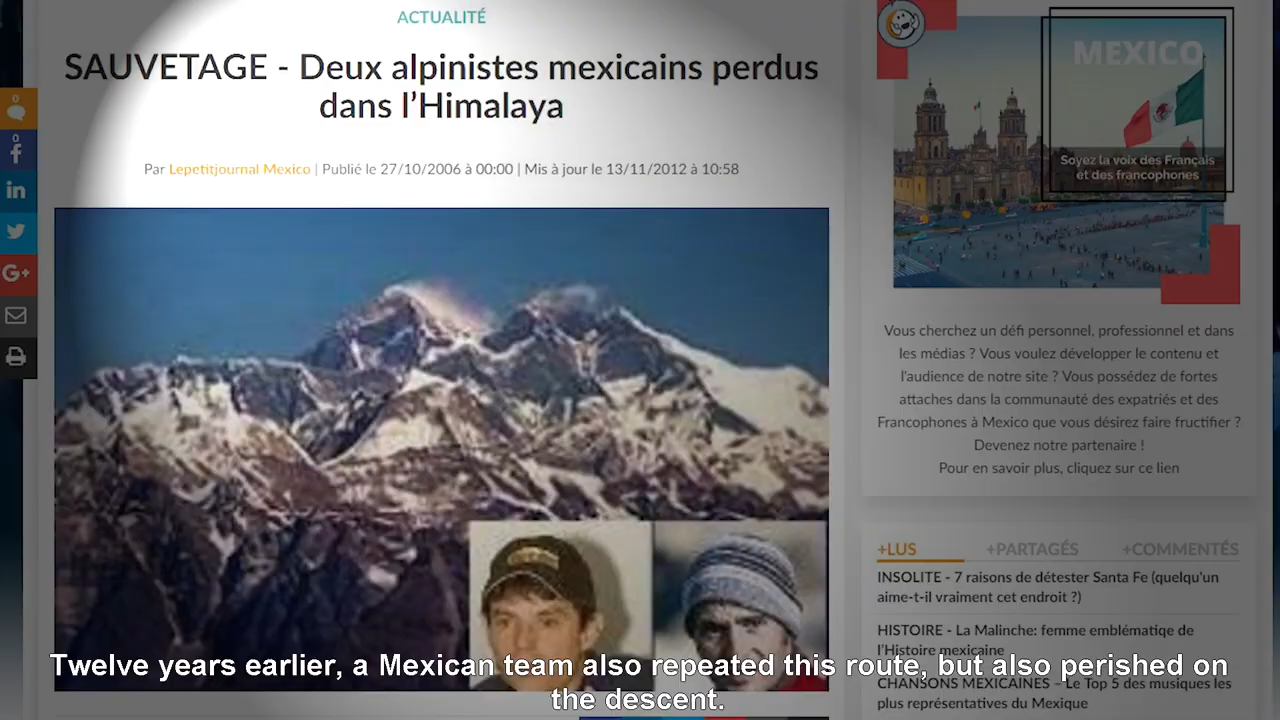 ACTUALITÉ
SAUVETAGE - Deux alpinistes mexicains perdus
dans l'Himalaya
Par Lepetitjournal Mexico | Publié le 27/10/2006 à 00:00 | Mis à jour le 13/11/2012 à 10:58
0
0
f
in
G+
MEXICO
Soyez la voix des Français
et des francophones
Vous cherchez un défi personnel, professionnel et dans
les médias ? Vous voulez développer le contenu et
l'audience de notre site ? Vous possédez de fortes
attaches dans la communauté des expatriés et des
Francophones à Mexico que vous désirez faire fructifier ?
Devenez notre partenaire !
Pour en savoir plus, cliquez sur ce lien
+LUS +PARTAGÉS +COMMENTÉS
INSOLITE - 7 raisons de détester Santa Fe (quelqu'un
aime-t-il vraiment cet endroit ?)
HISTOIRE - La Malinche: femme emblématiqe de
l'Histoire mexicaine
CHANSONS MEXICAINES – Le Top 5 des musiques les
plus représentatives du Mexique
Twelve years earlier, a Mexican team also repeated this route, but also perished on
the descent.